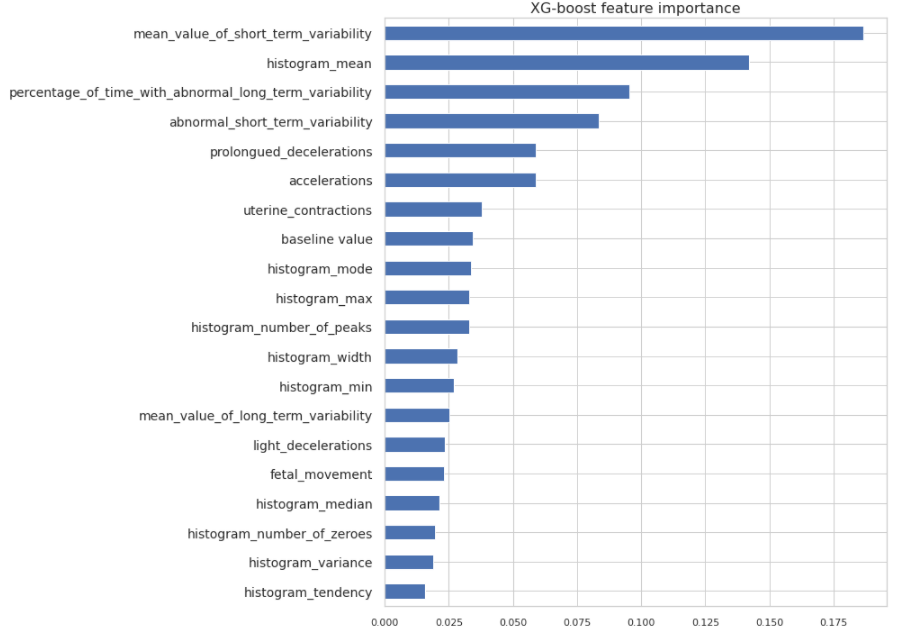 XG-boost feature importance
mean_value_of_short_term_variability
histogram_mean
percentage_of_time_with_abnormal_long_term_variability
abnormal_short_term_variability
prolongued_decelerations
accelerations
uterine_contractions
baseline value
histogram_mode
histogram_max
histogram_number_of_peaks
histogram_width
histogram_min
mean_value_of_long_term_variability
light_decelerations
fetal_movement
histogram_median
histogram_number_of_zeroes
histogram_variance
histogram_tendency
0.000 0.025 0.050 0.075 0.100 0.125 0.150 0.175